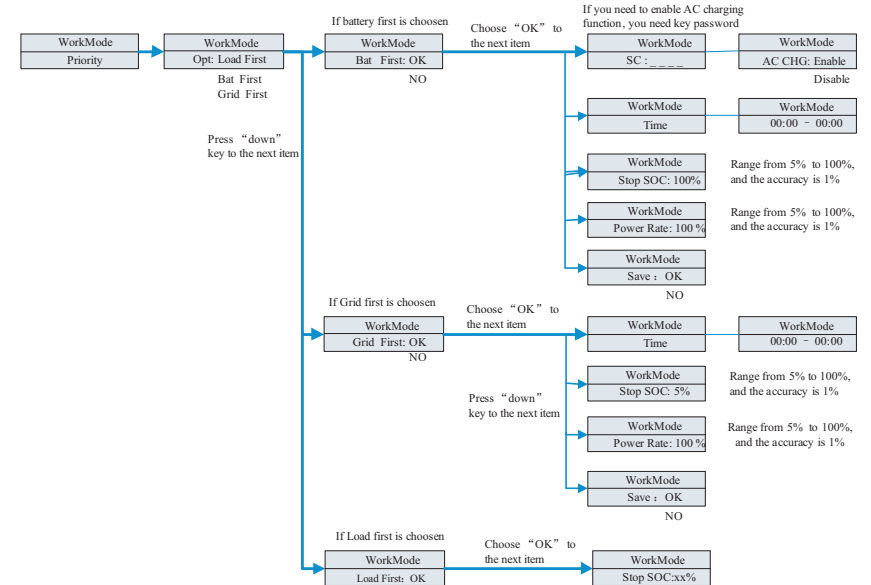 If you need to enable AC charging
function, you need key password
If battery first is choosen
Choose “OK” to
the next item
WorkMode
Priority
WorkMode
Opt: Load First
Bat First
Grid First
WorkMode
Bat First: OK
NO
WorkMode
SC : _ _ _ _
WorkMode
AC CHG: Enable
Disable
Press “down”
key to the next item
WorkMode
Time
WorkMode
00:00 - 00:00
WorkMode
Stop SOC: 100%
Range from 5% to 100%,
and the accuracy is 1%
WorkMode
Power Rate: 100 %
Range from 5% to 100%,
and the accuracy is 1%
WorkMode
Save : OK
NO
If Grid first is choosen
Choose “OK” to
the next item
WorkMode
Grid First: OK
NO
WorkMode
Time
WorkMode
00:00 - 00:00
Press “down”
key to the next item
WorkMode
Stop SOC: 5%
Range from 5% to 100%,
and the accuracy is 1%
WorkMode
Power Rate: 100 %
Range from 5% to 100%,
and the accuracy is 1%
WorkMode
Save : OK
NO
If Load first is choosen
Choose “OK” to
the next item
WorkMode
Load First: OK
WorkMode
Stop SOC:xx%